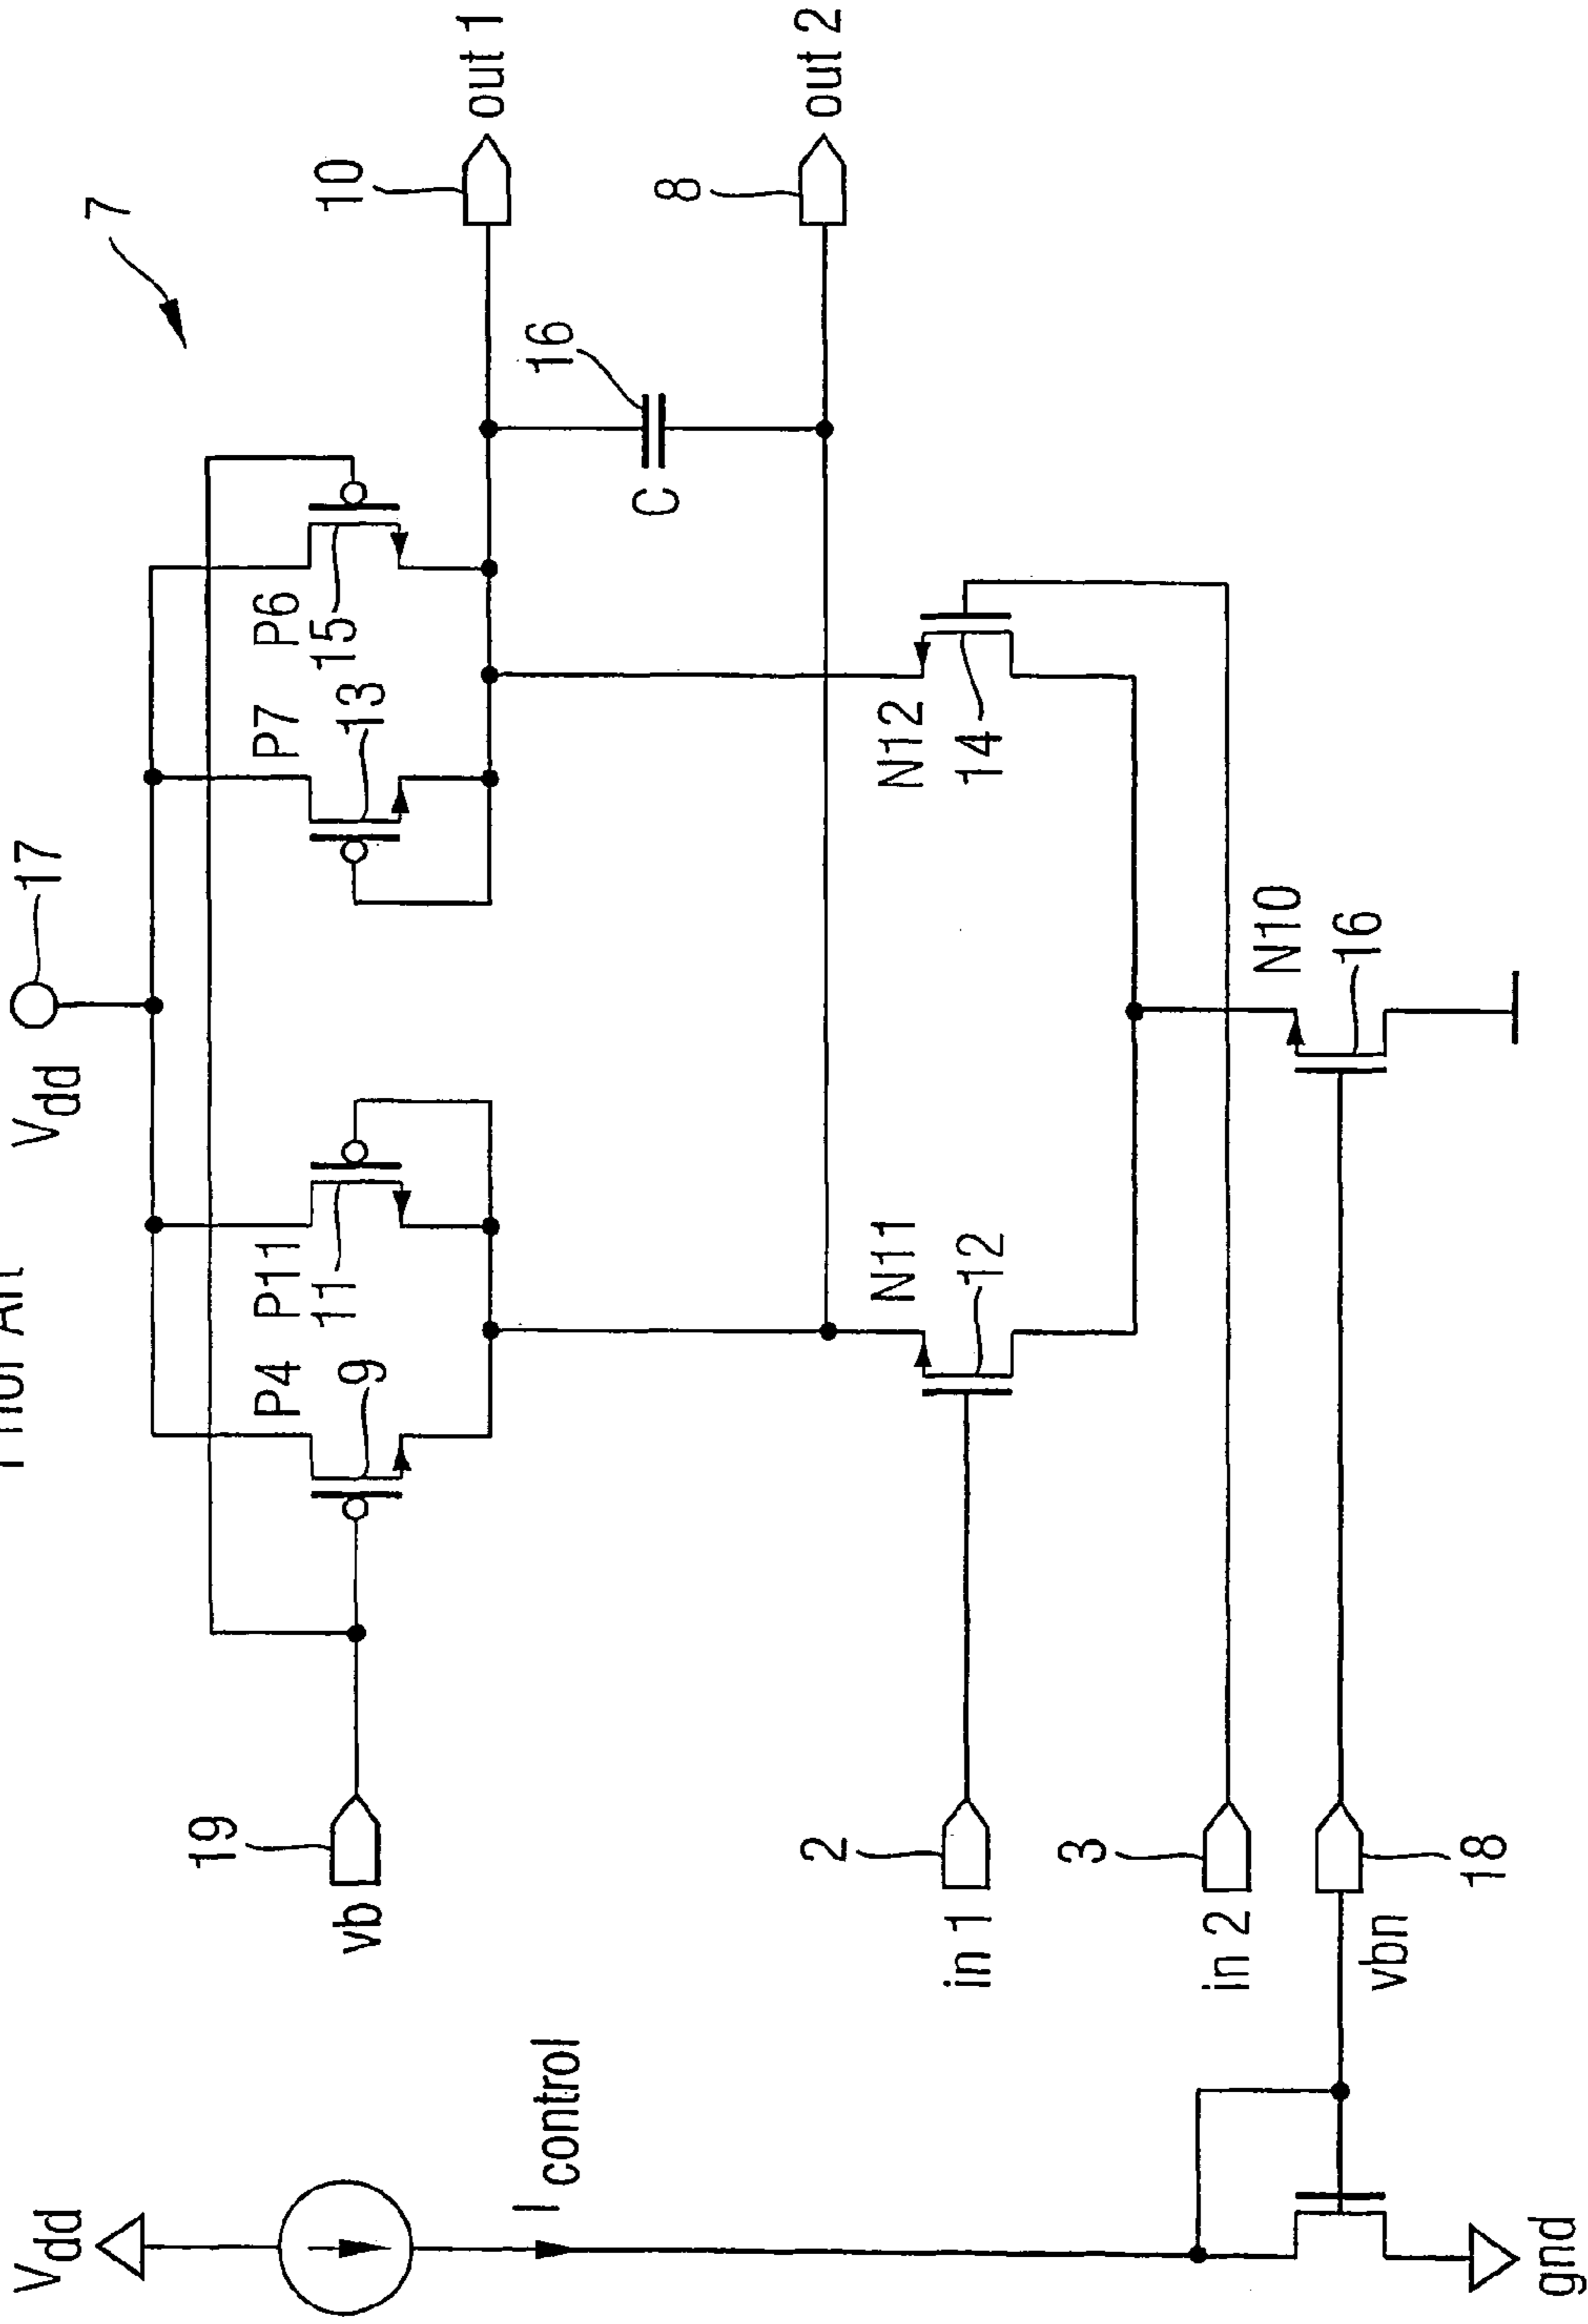 Prior Art
Vdd
Vdd
17
7
19
vb
P4
9
P11
11
P7
13
P6
15
10
out 1
Icontrol
C
16
8
out 2
2
in 1
N11
12
N12
14
3
in 2
N10
16
vbn
18
gnd